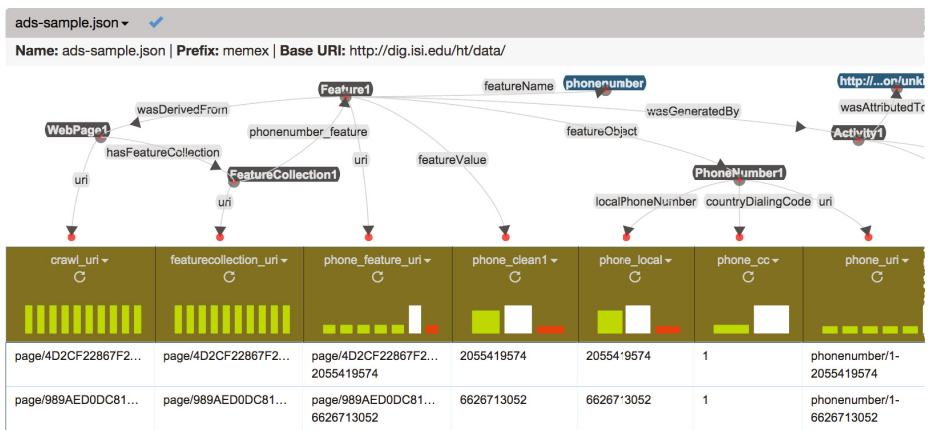 ads-sample.json
Name: ads-sample.json | Prefix: memex | Base URI: http://dig.isi.edu/ht/data/
Feature1 featureName phonenumber http://...on/unk
wasDerivedFrom wasGeneratedBy wasAttributedTo
WebPage1 phonenumber_feature featureObject Activity1
hasFeatureCollection uri featureValue
uri FeatureCollection1 PhoneNumber1
uri localPhoneNumber countryDialingCode uri
crawl_uri featurecollection_uri phone_feature_uri phone_clean1 phone_local phone_cc phone_uri
page/4D2CF22867F2... page/4D2CF22867F2... page/4D2CF22867F2... 2055419574 2055419574 1 phonenumber/1-
2055419574 2055419574
page/989AED0DC81... page/989AED0DC81... page/989AED0DC81... 6626713052 6626713052 1 phonenumber/1-
6626713052 6626713052